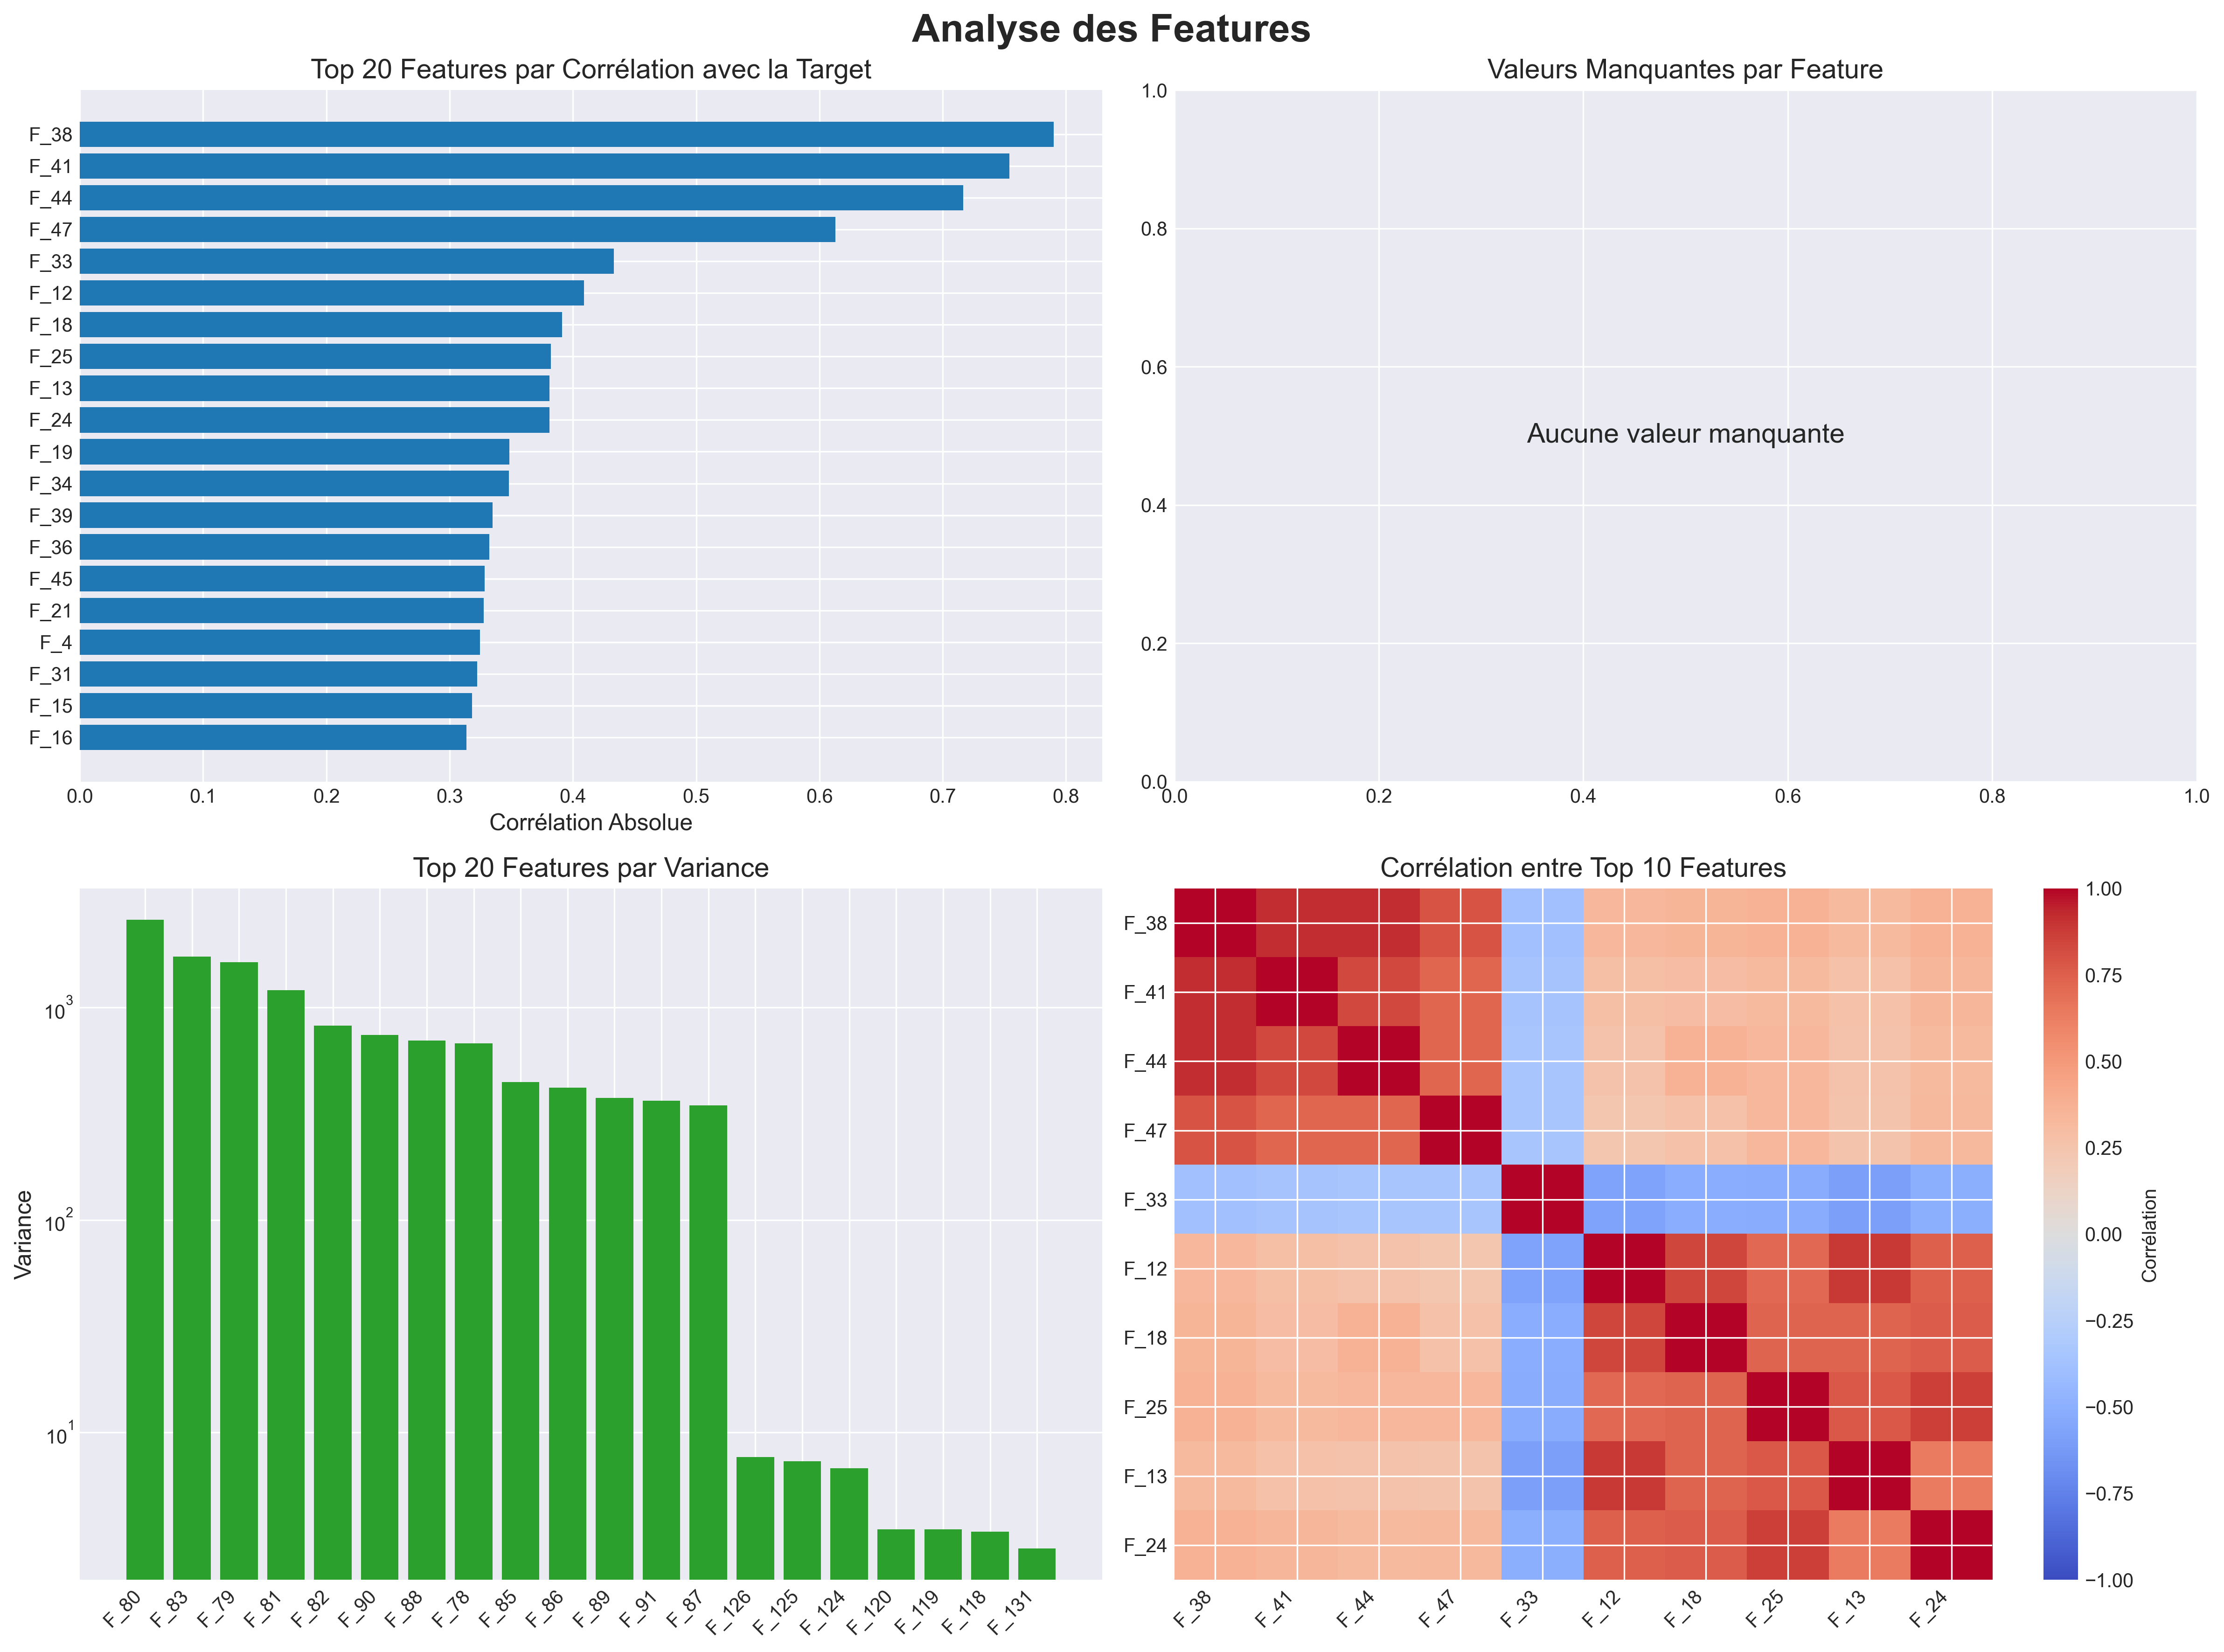 Analyse des Features
Top 20 Features par Corrélation avec la Target
F_38
F_41
F_44
F_47
F_33
F_12
F_18
F_25
F_13
F_24
F_19
F_34
F_39
F_36
F_45
F_21
F_4
F_31
F_15
F_16
0.0 0.1 0.2 0.3 0.4 0.5 0.6 0.7 0.8
Corrélation Absolue
Valeurs Manquantes par Feature
1.0
0.8
0.6
Aucune valeur manquante
0.4
0.2
0.0
0.0 0.2 0.4 0.6 0.8 1.0
Top 20 Features par Variance
Variance
10^3
10^2
10^1
F_80 F_83 F_79 F_81 F_82 F_90 F_88 F_78 F_85 F_86 F_89 F_91 F_87 F_126 F_125 F_124 F_120 F_119 F_118 F_131
Corrélation entre Top 10 Features
F_38
F_41
F_44
F_47
F_33
F_12
F_18
F_25
F_13
F_24
F_38 F_41 F_44 F_47 F_33 F_12 F_18 F_25 F_13 F_24
1.00
0.75
0.50
0.25
0.00
−0.25
−0.50
−0.75
−1.00
Corrélation